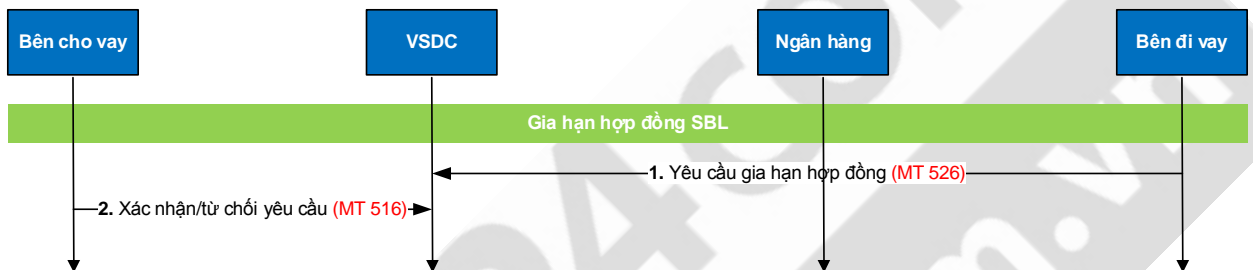 Bên cho vay
VSDC
Ngân hàng
Bên đi vay
Gia hạn hợp đồng SBL
1. Yêu cầu gia hạn hợp đồng (MT 526)
2. Xác nhận/từ chối yêu cầu (MT 516)